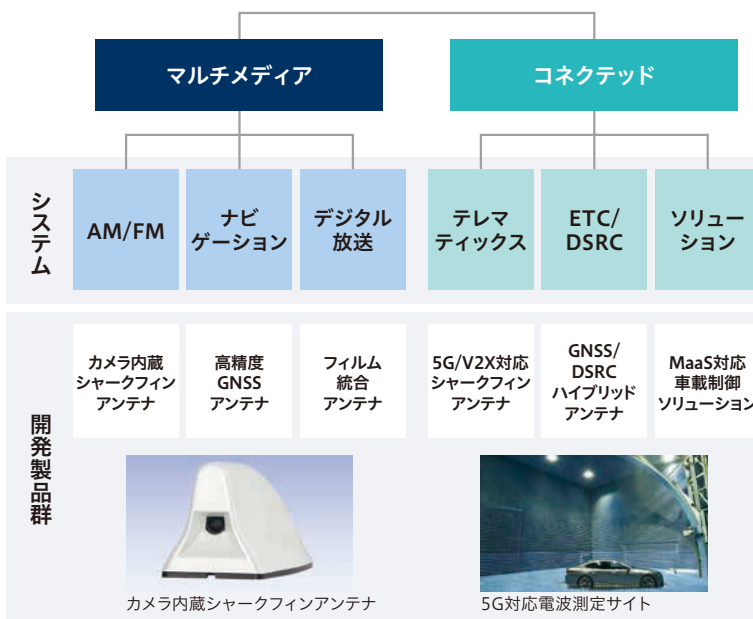 マルチメディア
コネクテッド
システム
AM/FM
ナビ
ゲーション
デジタル
放送
テレマ
ティックス
ETC/
DSRC
ソリュー
ション
開発製品群
カメラ内蔵
シャークフィン
アンテナ
高精度
GNSS
アンテナ
フィルム
統合
アンテナ
5G/V2X対応
シャークフィン
アンテナ
GNSS/
DSRC
ハイブリッド
アンテナ
MaaS対応
車載制御
ソリューション
カメラ内蔵シャークフィンアンテナ
5G対応電波測定サイト